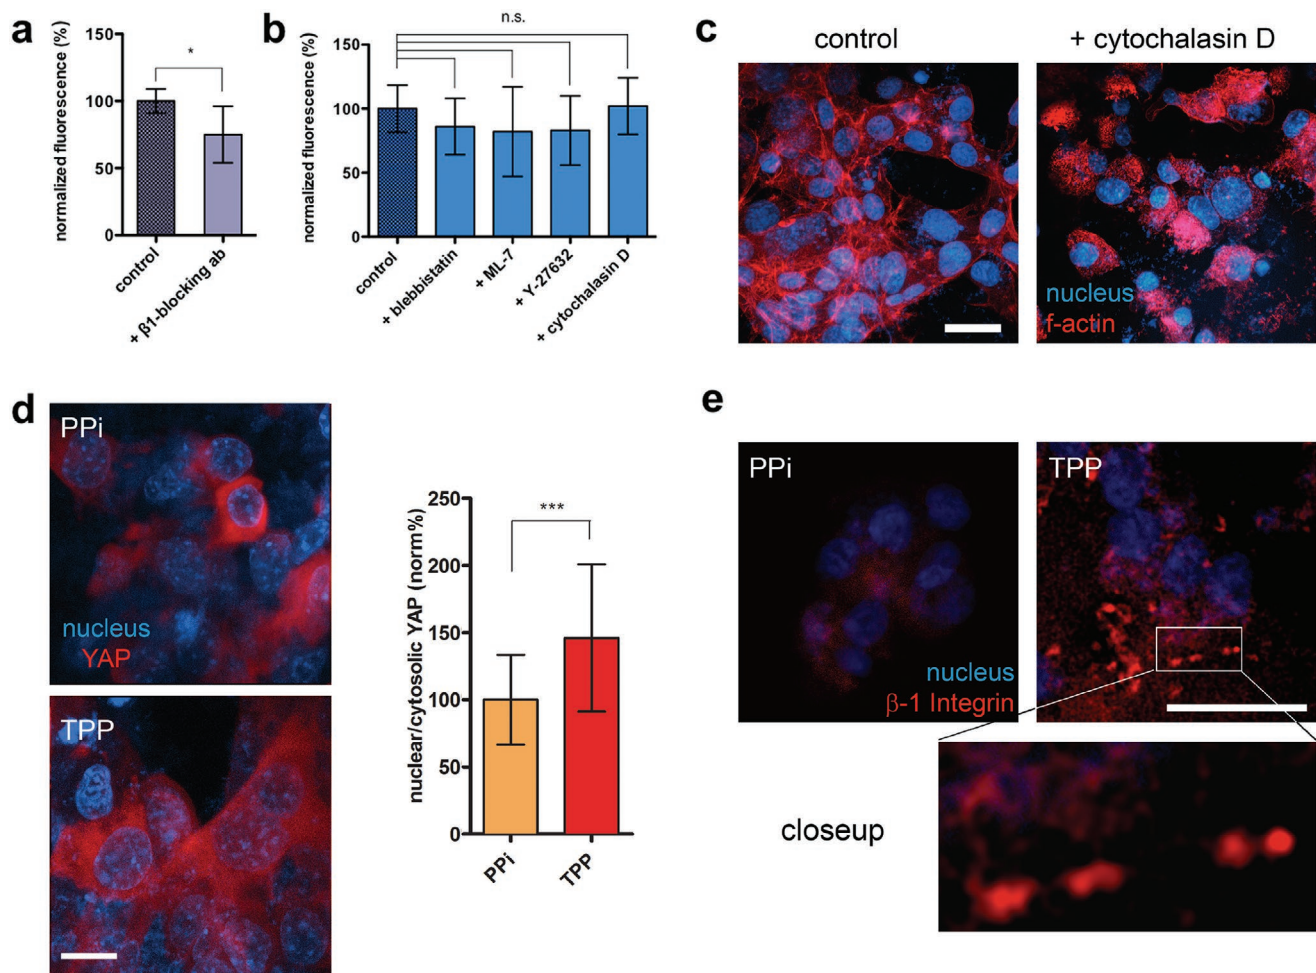 a
normalized fluorescence (%)
150
100
50
0
*
control
+ β1-blocking ab
b
normalized fluorescence (%)
150
100
50
0
n.s.
control
+ blebbistatin
+ ML-7
+ Y-27632
+ cytochalasin D
c
control
+ cytochalasin D
nucleus
f-actin
d
PPi
nucleus
YAP
TPP
nuclear/cytosolic YAP (norm%)
250
200
150
100
50
0
***
PPi
TPP
e
PPi
nucleus
β-1 Integrin
TPP
closeup